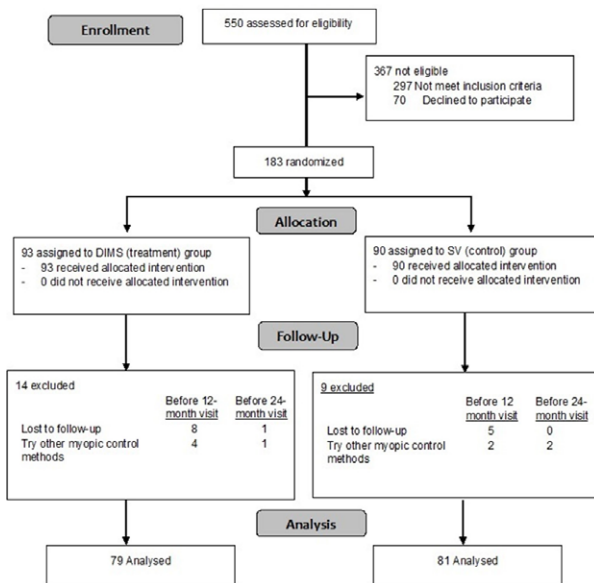 Enrollment
550 assessed for eligibility
367 not eligible
297 Not meet inclusion criteria
70 Declined to participate
183 randomized
Allocation
93 assigned to DIMS (treatment) group
- 93 received allocated intervention
- 0 did not receive allocated intervention
90 assigned to SV (control) group
- 90 received allocated intervention
- 0 did not receive allocated intervention
Follow-Up
14 excluded
Before 12- Before 24-
month visit month visit
Lost to follow-up 8 1
Try other myopic control 4 1
methods
9 excluded
Before 12 Before 24-
month visit month visit
Lost to follow-up 5 0
Try other myopic control 2 2
methods
Analysis
79 Analysed
81 Analysed